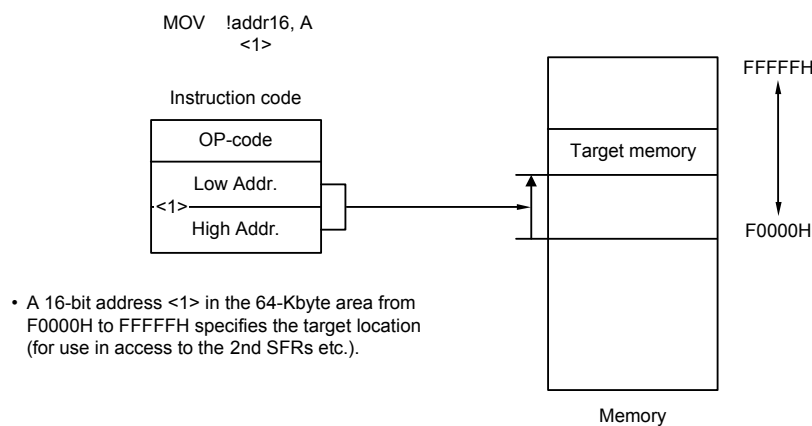 MOV !addr16, A
<1>
Instruction code
OP-code
Low Addr.
<1>
High Addr.
• A 16-bit address <1> in the 64-Kbyte area from
F0000H to FFFFFH specifies the target location
(for use in access to the 2nd SFRs etc.).
FFFFFH
Target memory
F0000H
Memory